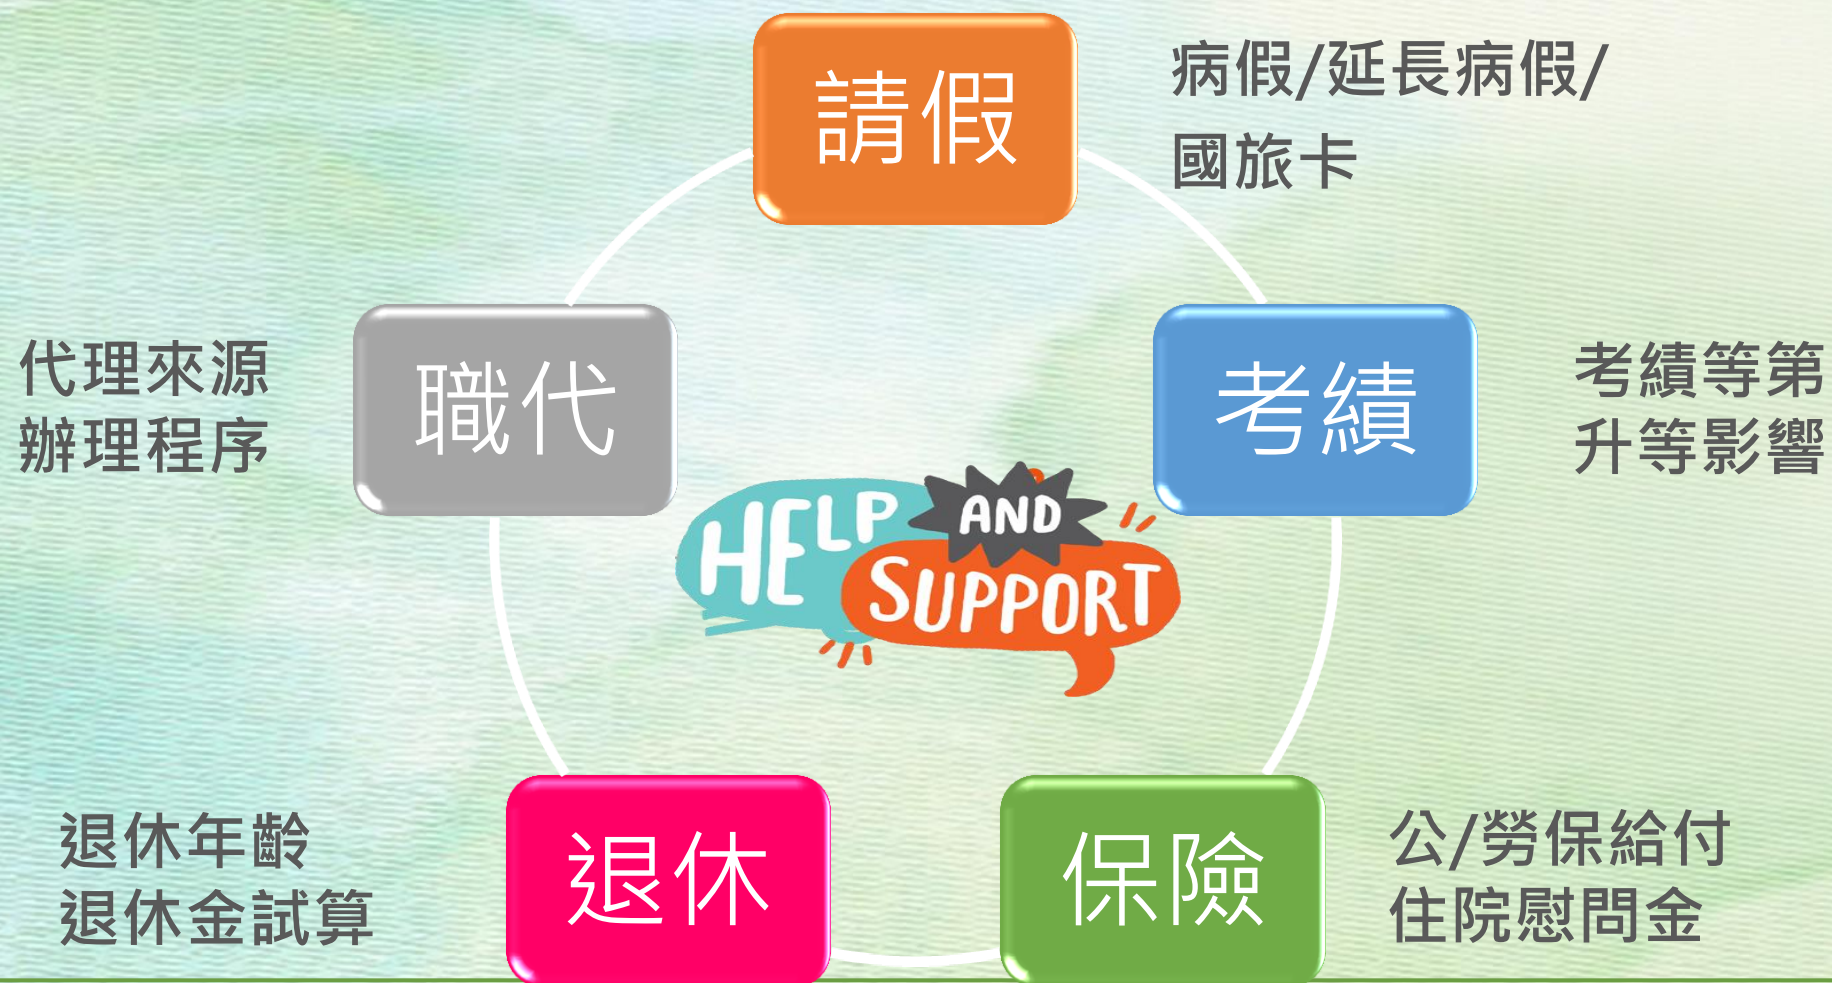 請假
病假/延長病假/
國旅卡
考績
考績等第
升等影響
保險
公/勞保給付
住院慰問金
退休
退休年齡
退休金試算
職代
代理來源
辦理程序
HELP AND
SUPPORT